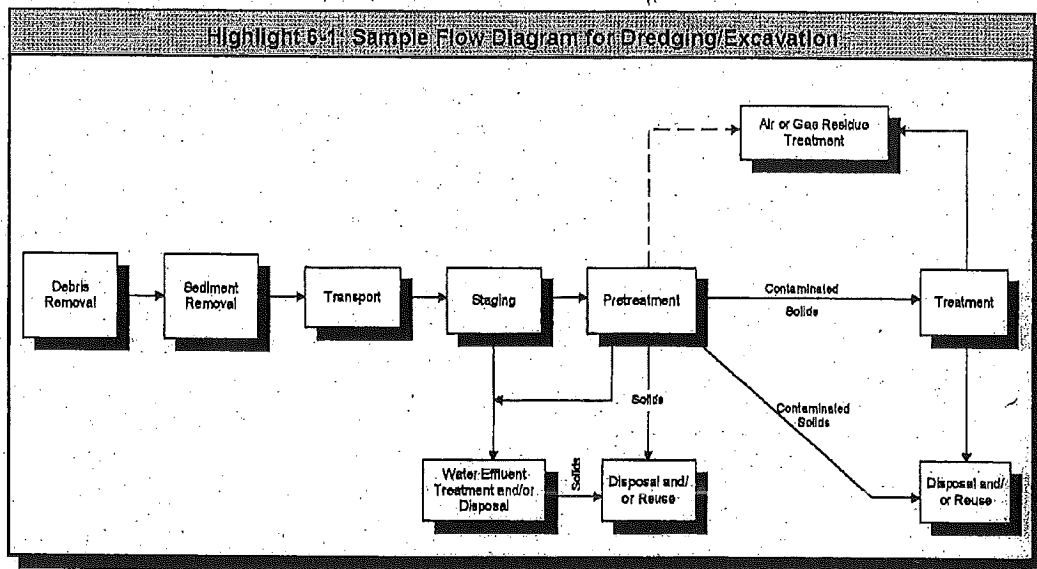 Highlight 6-1: Sample Flow Diagram for Dredging/Excavation
Air or Gas Residue
Treatment
Debris
Removal
Sediment
Removal
Transport
Staging
Pretreatment
Contaminated
Solids
Treatment
Solids
Contaminated
Solids
Water Effluent
Treatment and/or
Disposal
Solids
Disposal and/
or Reuse
Disposal and/
or Reuse